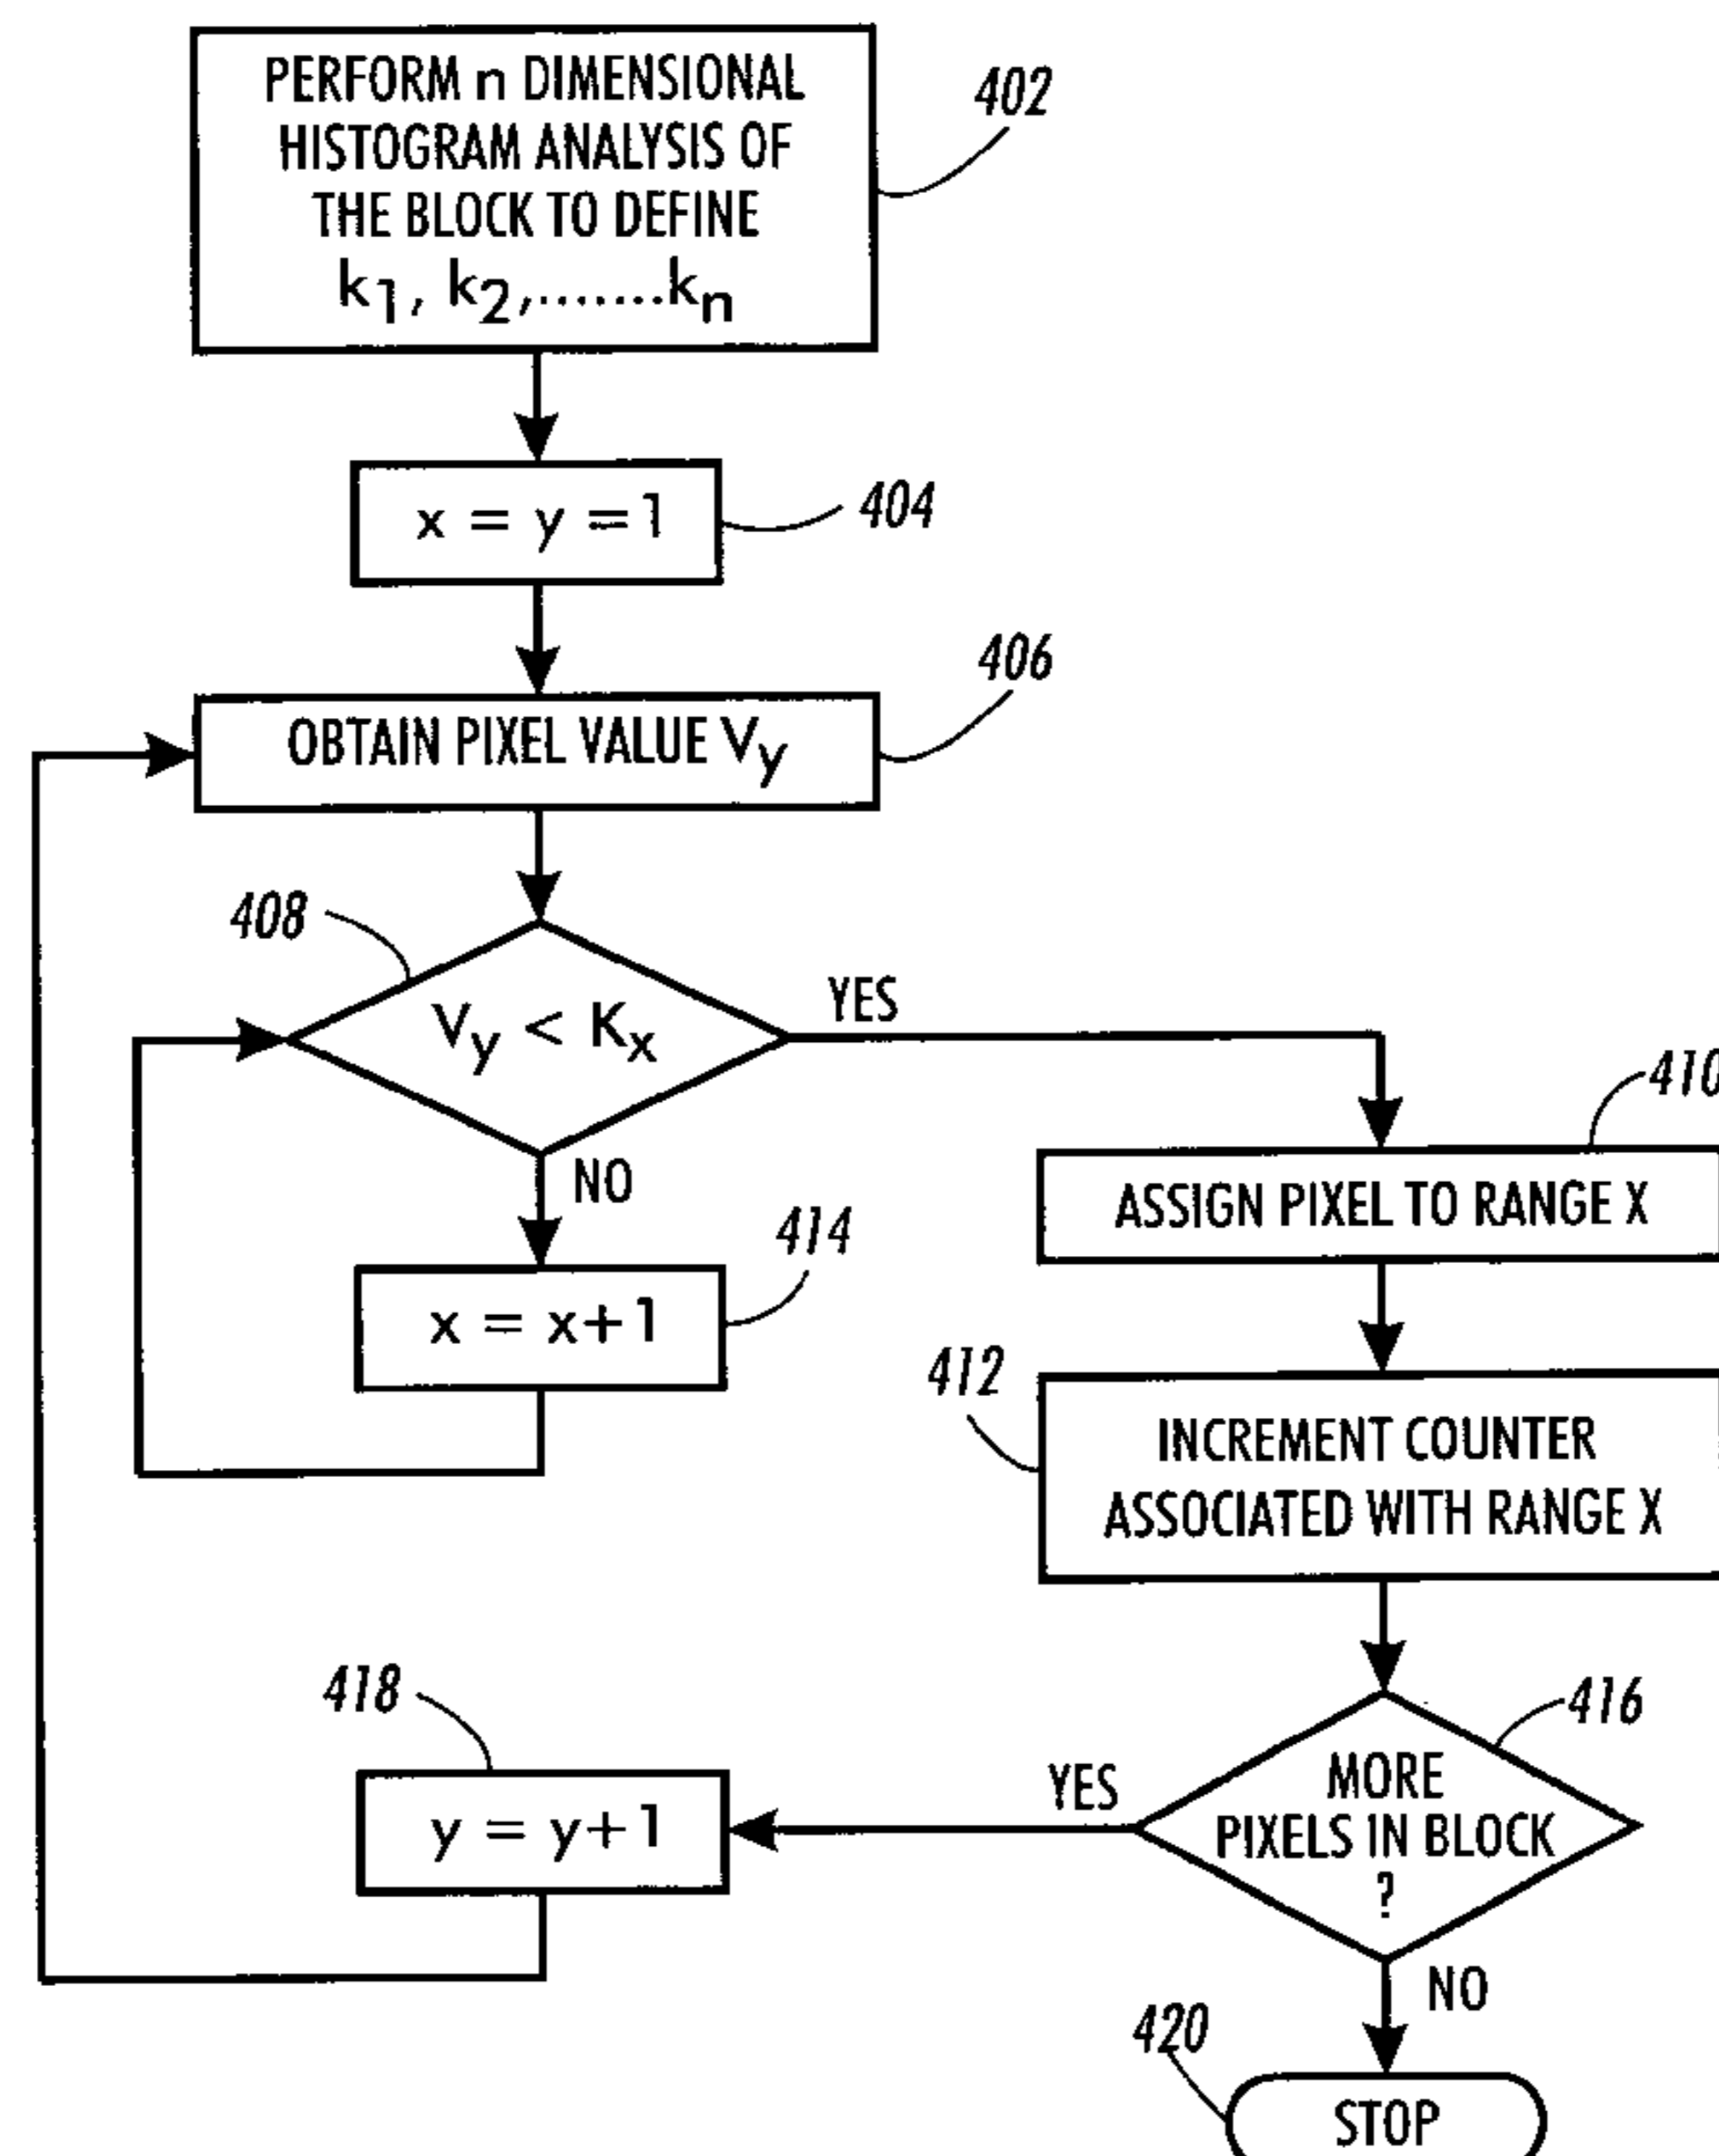 PERFORM n DIMENSIONAL
HISTOGRAM ANALYSIS OF
THE BLOCK TO DEFINE
k1, k2,.......kn
402
x = y =1
404
406
OBTAIN PIXEL VALUE Vy
408
Vy < Kx
YES
NO
410
ASSIGN PIXEL TO RANGE X
414
x = x+1
412
INCREMENT COUNTER
ASSOCIATED WITH RANGE X
418
416
MORE
PIXELS IN BLOCK
?
YES
y = y+1
NO
420
STOP